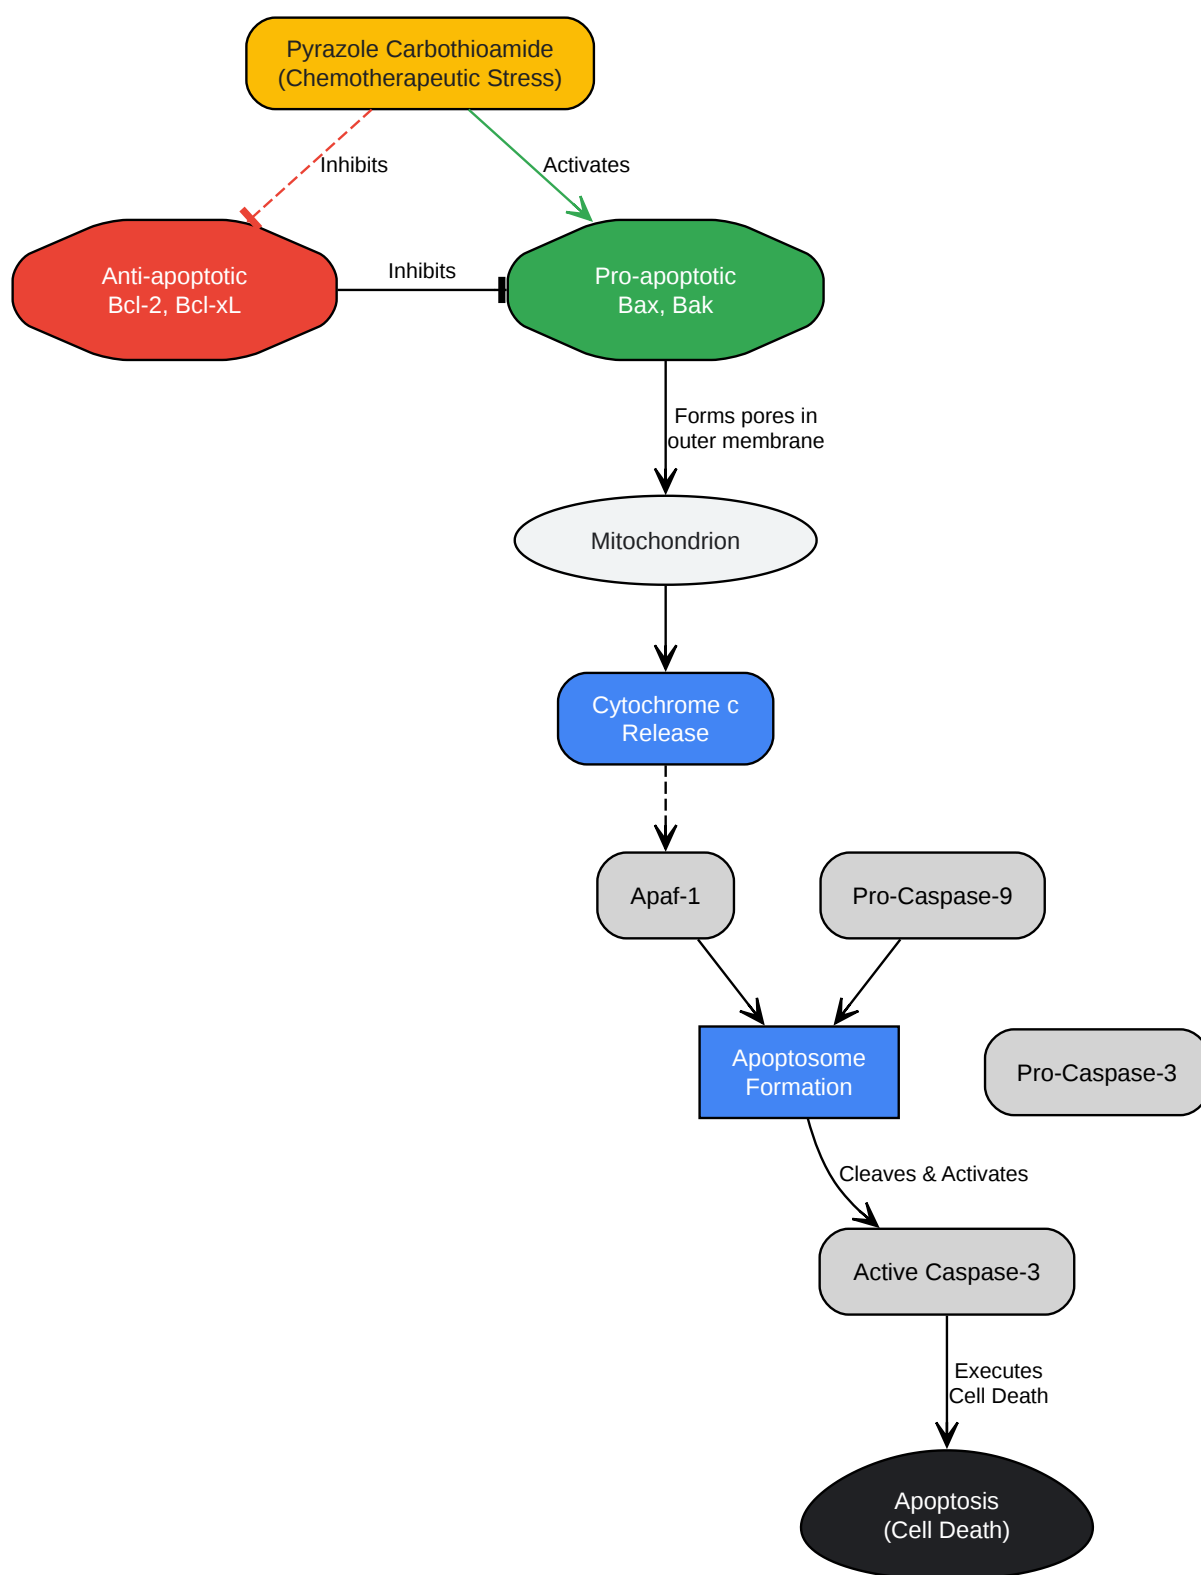 Pyrazole Carbothioamide
(Chemotherapeutic Stress)
Inhibits
Activates
Anti-apoptotic
Bcl-2, Bcl-xL
Inhibits
Pro-apoptotic
Bax, Bak
Forms pores in
outer membrane
Mitochondrion
Cytochrome c
Release
Apaf-1
Pro-Caspase-9
Apoptosome
Formation
Pro-Caspase-3
Cleaves & Activates
Active Caspase-3
Executes
Cell Death
Apoptosis
(Cell Death)